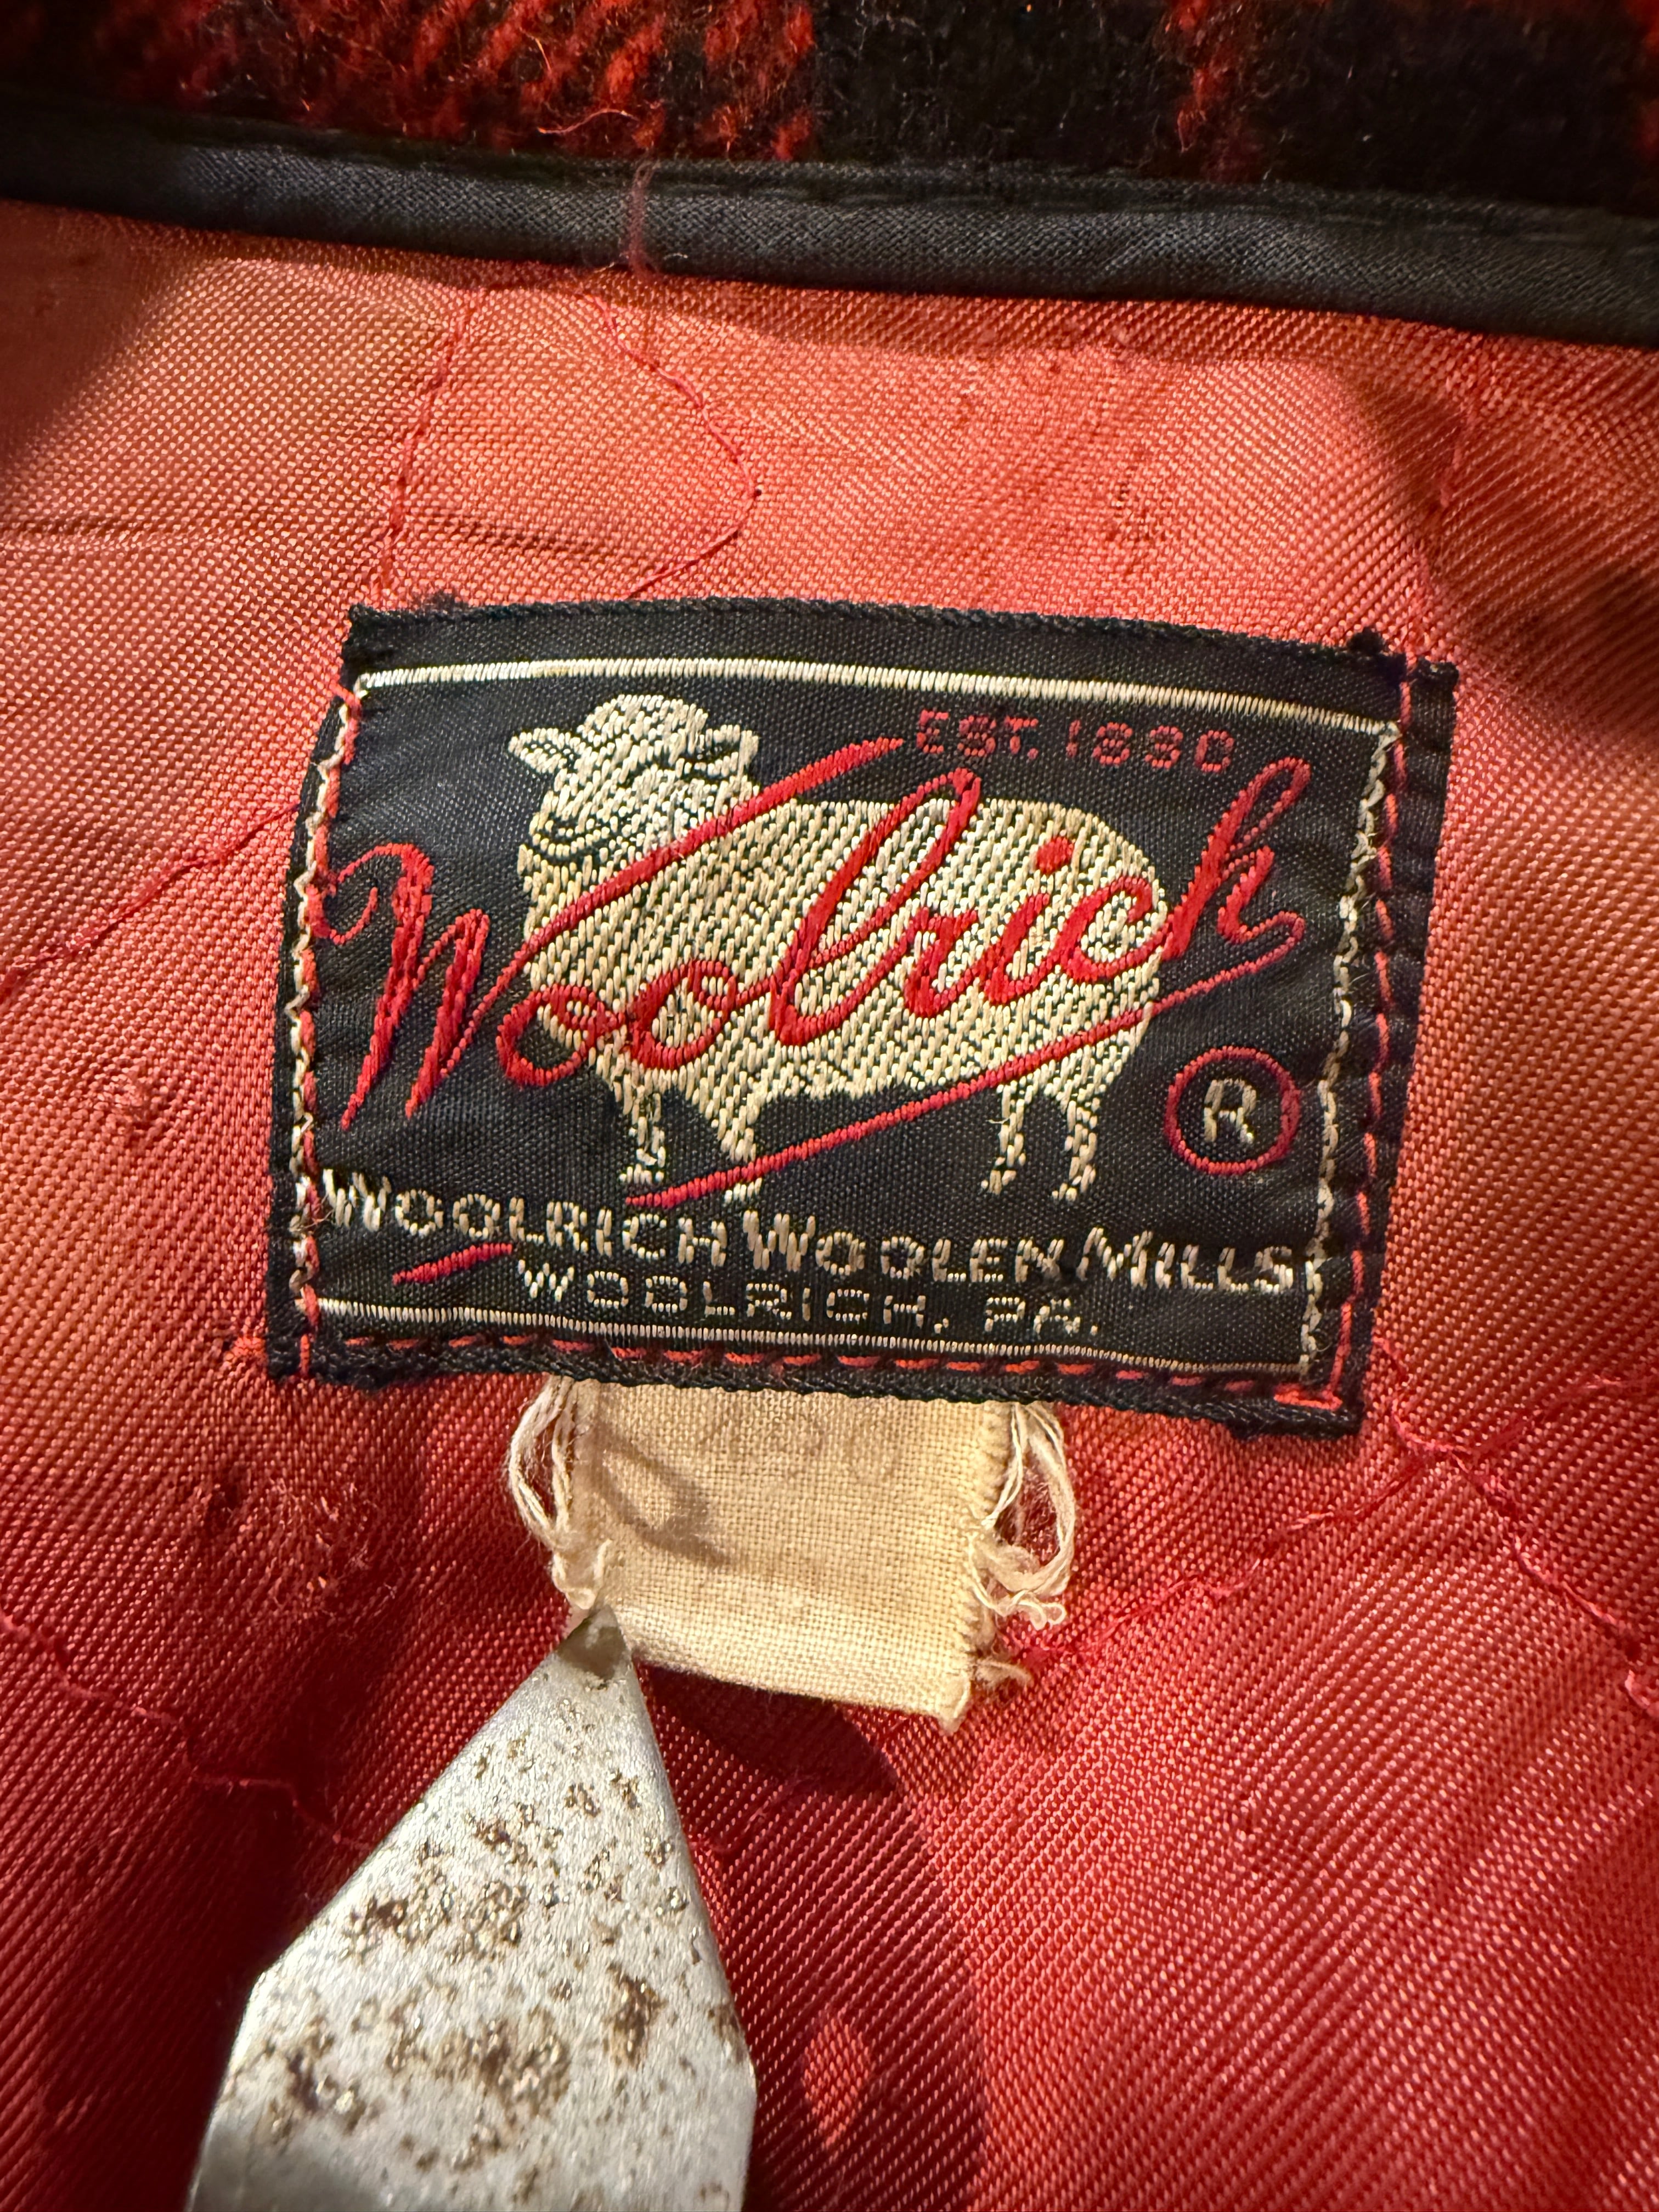 EST. 1830
Woolrich
®
WOOLRICH WOOLEN MILLS
WOOLRICH, PA.